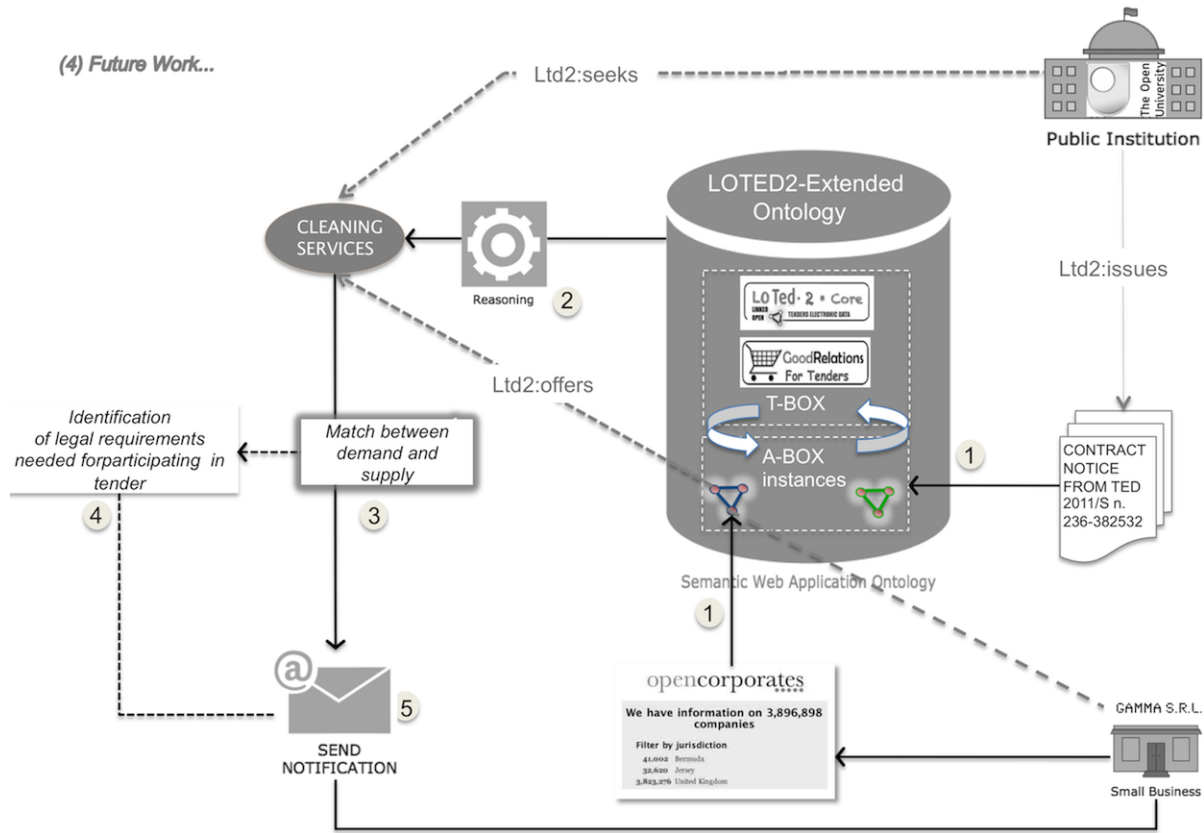 (4) Future Work...
Ltd2:seeks
The Open
University
Public Institution
LOTED2-Extended
Ontology
CLEANING
SERVICES
Reasoning
2
Ltd2:issues
LoTed·2·Core
LINKED
OPEN
TENDERS ELECTRONIC DATA
GoodRelations
For Tenders
Ltd2:offers
T-BOX
A-BOX
instances
Identification
of legal requirements
needed forparticipating in
tender
Match between
demand and
supply
1
CONTRACT
NOTICE
FROM TED
2011/S n.
236-382532
4
3
Semantic Web Application Ontology
1
@
5
SEND
NOTIFICATION
opencorporates
We have information on 3,896,898
companies
Filter by jurisdiction
41,002 Bermuda
32,620 Jersey
3,823,276 United Kingdom
GAMMA S.R.L.
Small Business